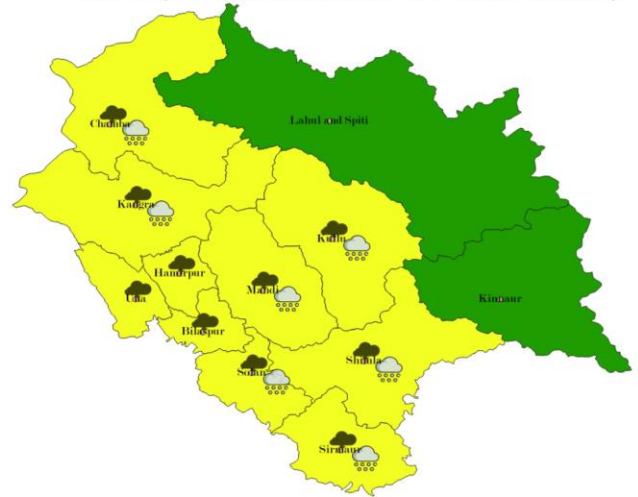 Lahul and Spiti
Chamba
Kangra
Kullu
Hamirpur
Mandi
Una
Kinnaur
Bilaspur
Shimla
Solan
Sirmaur